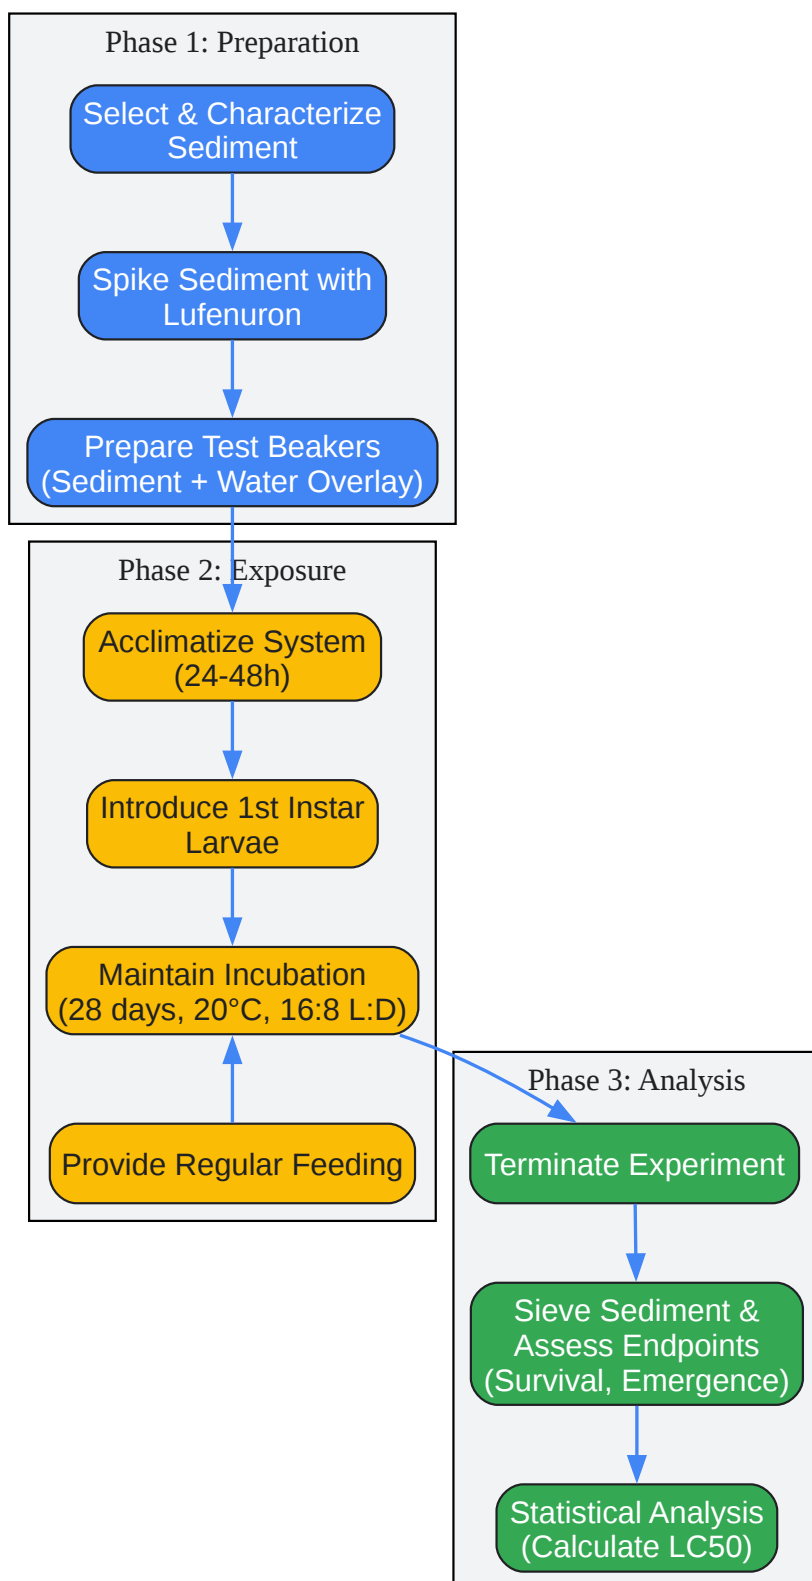 Phase 1: Preparation
Select & Characterize
Sediment
Spike Sediment with
Lufenuron
Prepare Test Beakers
(Sediment + Water Overlay)
Phase 2: Exposure
Acclimatize System
(24-48h)
Introduce 1st Instar
Larvae
Maintain Incubation
(28 days, 20°C, 16:8 L:D)
Provide Regular Feeding
Phase 3: Analysis
Terminate Experiment
Sieve Sediment &
Assess Endpoints
(Survival, Emergence)
Statistical Analysis
(Calculate LC50)